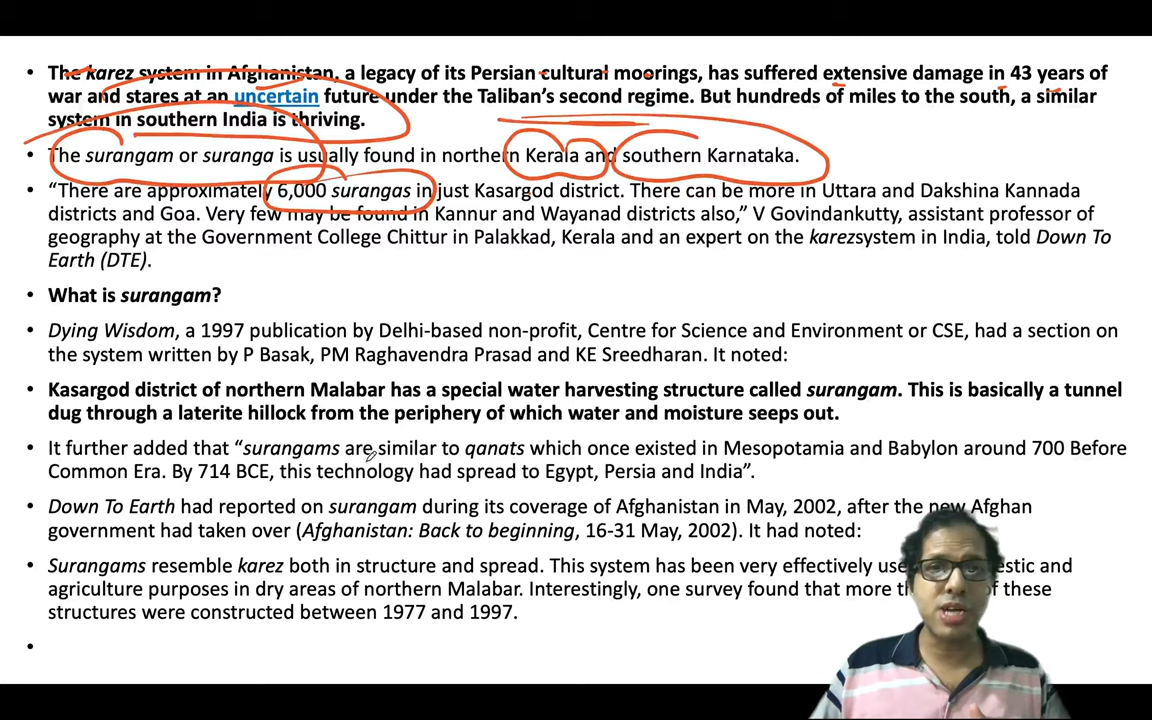 The karez system in Afghanistan, a legacy of its Persian cultural moorings, has suffered extensive damage in 43 years of
war and stares at an uncertain future under the Taliban's second regime. But hundreds of miles to the south, a similar
system in southern India is thriving.
The surangam or suranga is usually found in northern Kerala and southern Karnataka.
“There are approximately 6,000 surangas in just Kasargod district. There can be more in Uttara and Dakshina Kannada
districts and Goa. Very few may be found in Kannur and Wayanad districts also,” V Govindankutty, assistant professor of
geography at the Government College Chittur in Palakkad, Kerala and an expert on the karezsystem in India, told Down To
Earth (DTE).
What is surangam?
Dying Wisdom, a 1997 publication by Delhi-based non-profit, Centre for Science and Environment or CSE, had a section on
the system written by P Basak, PM Raghavendra Prasad and KE Sreedharan. It noted:
Kasargod district of northern Malabar has a special water harvesting structure called surangam. This is basically a tunnel
dug through a laterite hillock from the periphery of which water and moisture seeps out.
It further added that “surangams are similar to qanats which once existed in Mesopotamia and Babylon around 700 Before
Common Era. By 714 BCE, this technology had spread to Egypt, Persia and India”.
Down To Earth had reported on surangam during its coverage of Afghanistan in May, 2002, after the new Afghan
government had taken over (Afghanistan: Back to beginning, 16-31 May, 2002). It had noted:
Surangams resemble karez both in structure and spread. This system has been very effectively and
agriculture purposes in dry areas of northern Malabar. Interestingly, one survey found that more of these
structures were constructed between 1977 and 1997.